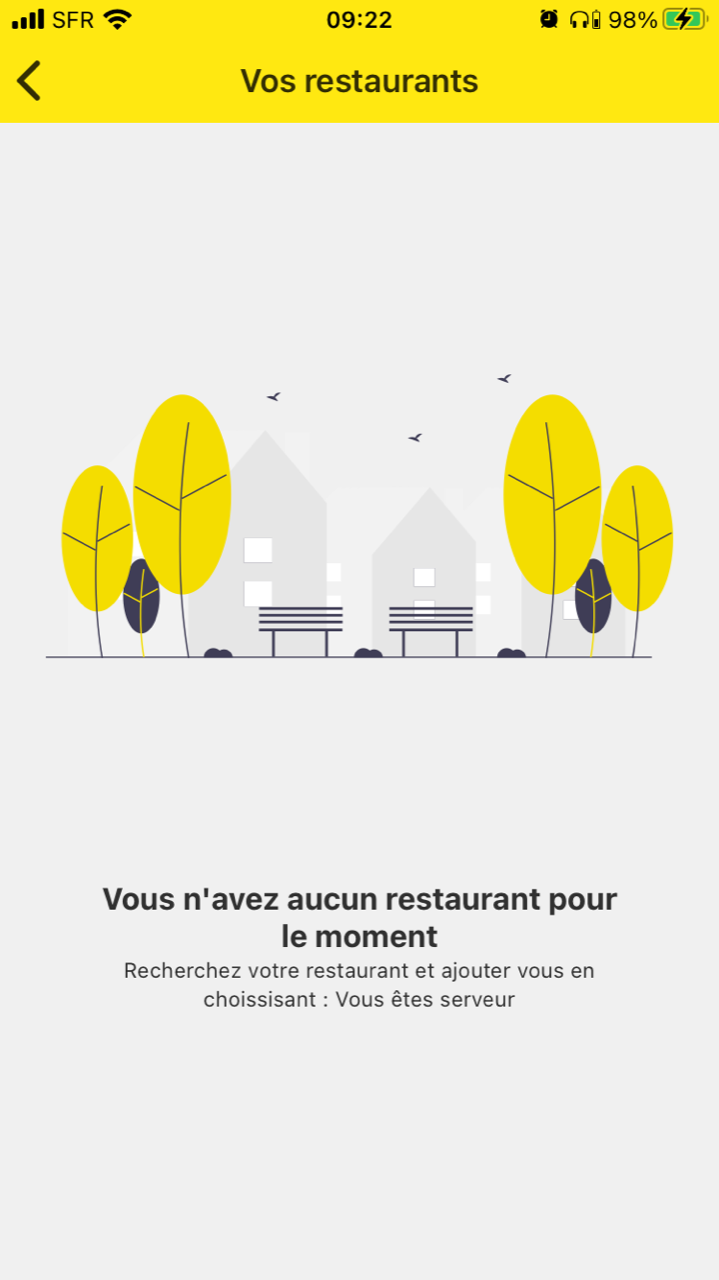 SFR 09:22 98%
Vos restaurants
Vous n'avez aucun restaurant pour
le moment
Recherchez votre restaurant et ajouter vous en
choissisant : Vous êtes serveur